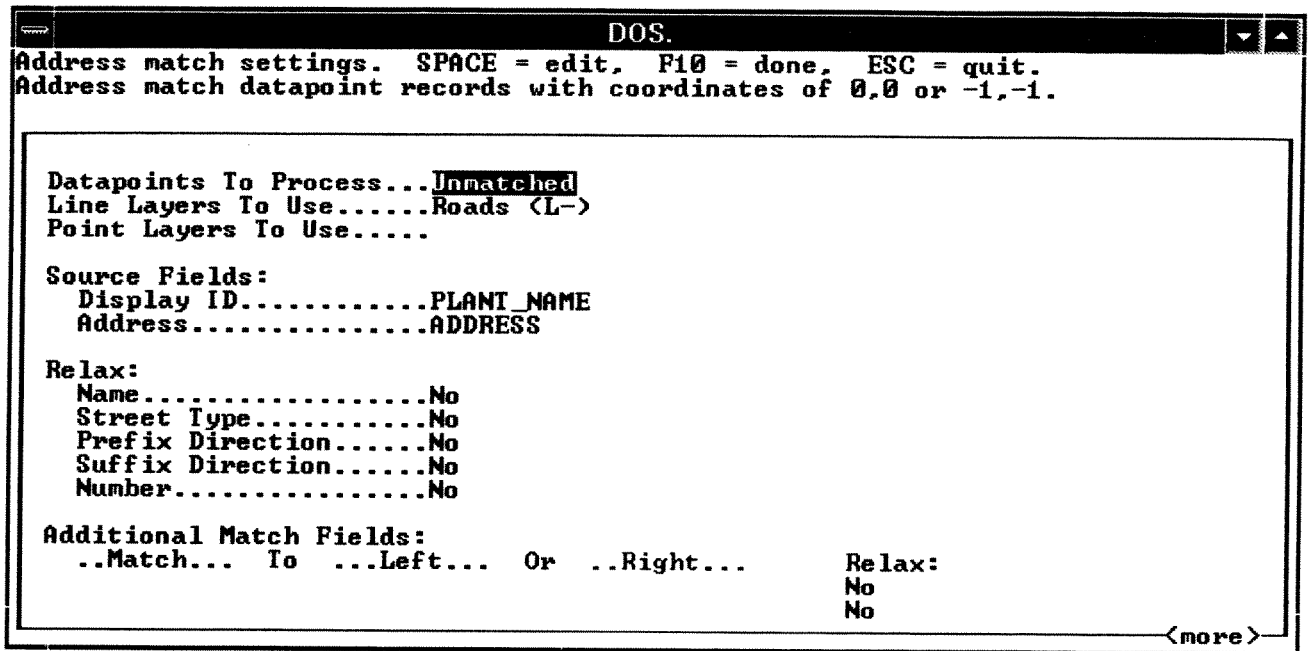 DOS.
Address match settings.  SPACE = edit,  F10 = done,  ESC = quit.
Address match datapoint records with coordinates of 0,0 or -1,-1.
Datapoints To Process...Unmatched
Line Layers To Use......Roads (L-)
Point Layers To Use.....
Source Fields:
Display ID............PLANT_NAME
Address...............ADDRESS
Relax:
Name..................No
Street Type...........No
Prefix Direction......No
Suffix Direction......No
Number................No
Additional Match Fields:
..Match...  To  ...Left...  Or  ..Right...  Relax:
No
No
<more>